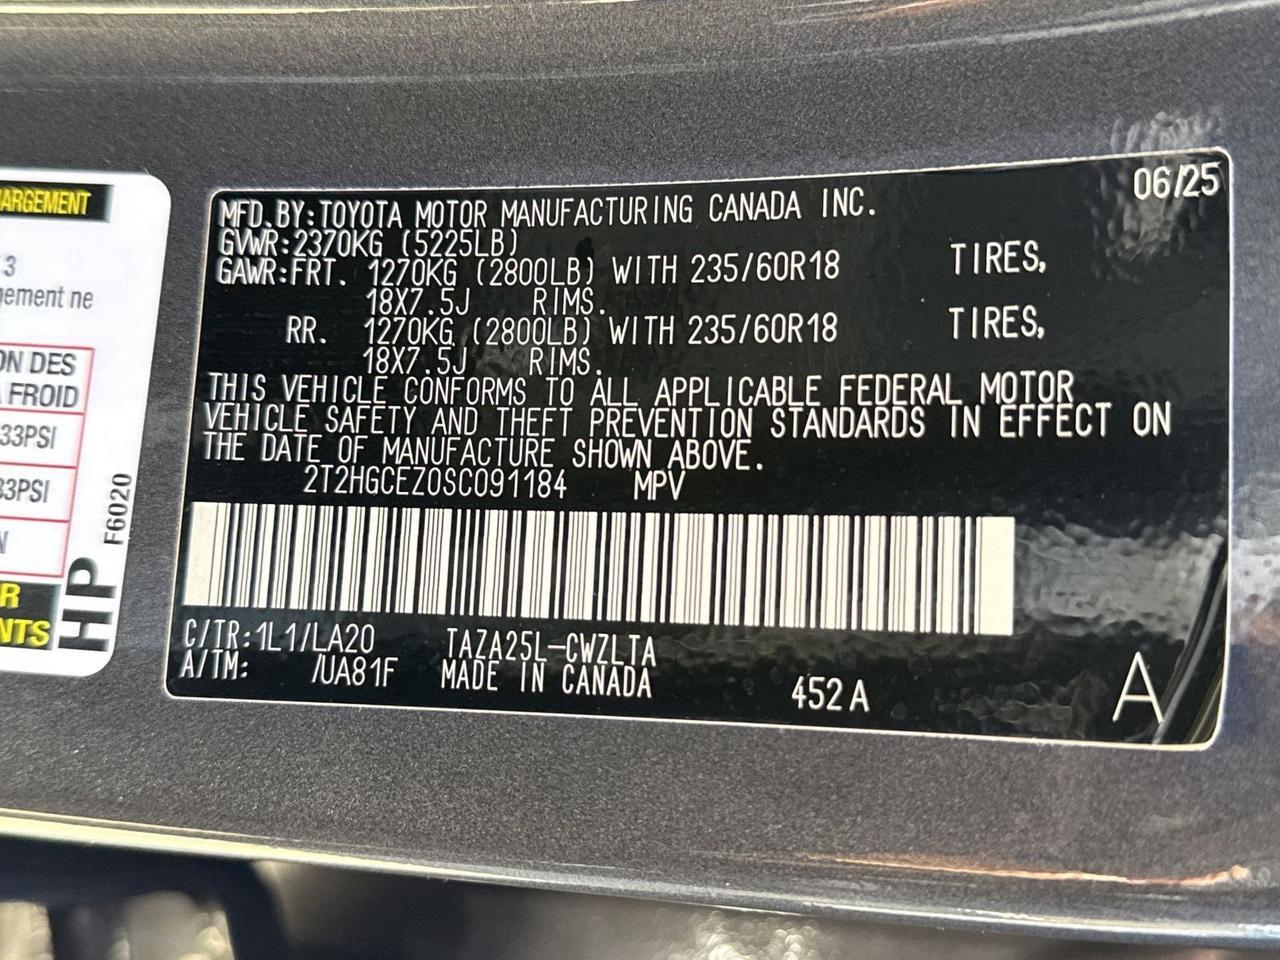 ARGEMENT
3
gement ne
ON DES
A FROID
33PSI
33PSI
N
R
NTS
HP
F6020
06/25
MFD.BY:TOYOTA MOTOR MANUFACTURING CANADA INC.
GVWR:2370KG (5225LB)
GAWR:FRT. 1270KG (2800LB) WITH 235/60R18 TIRES,
18X7.5J RIMS.
RR. 1270KG (2800LB) WITH 235/60R18 TIRES,
18X7.5J RIMS.
THIS VEHICLE CONFORMS TO ALL APPLICABLE FEDERAL MOTOR
VEHICLE SAFETY AND THEFT PREVENTION STANDARDS IN EFFECT ON
THE DATE OF MANUFACTURE SHOWN ABOVE.
2T2HGCEZ0SC091184 MPV
C/TR:1L1/LA20 TAZA25L-CWZLTA
A/TM: /UA81F MADE IN CANADA
452A
A